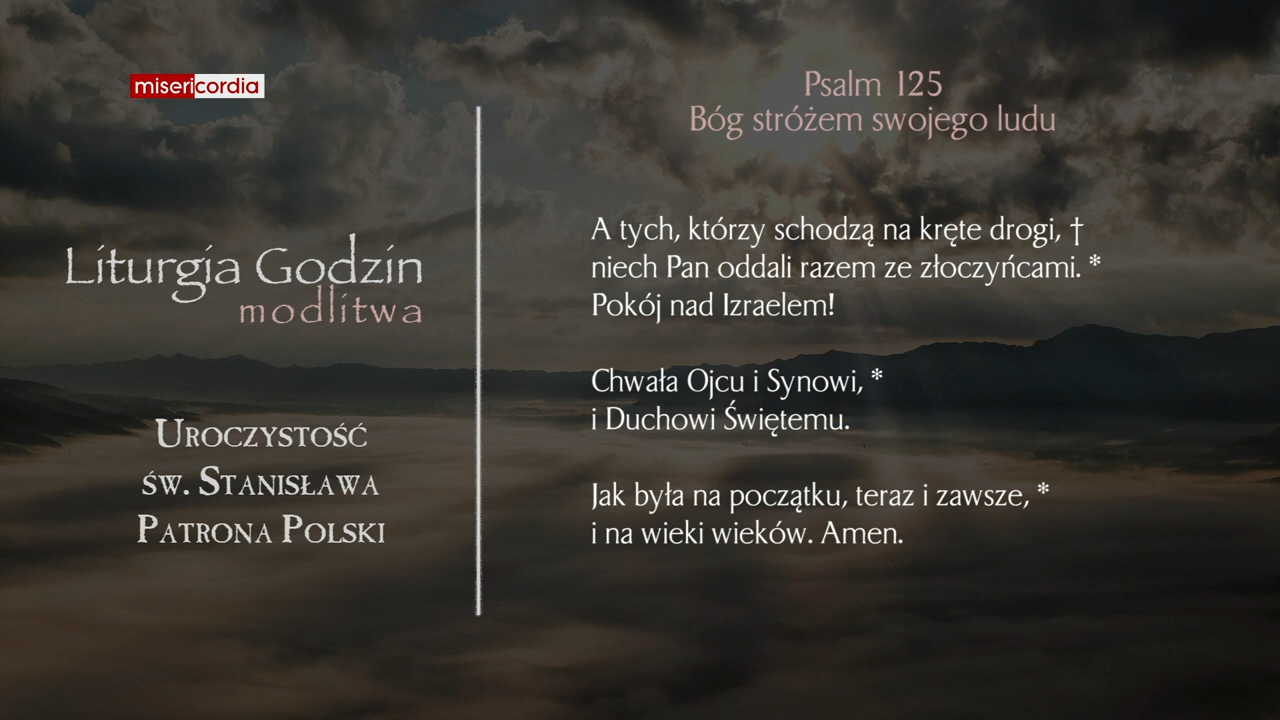 misericordia
Liturgia Godzin
modlitwa
Uroczystość
św. Stanisława
Patrona Polski
Psalm 125
Bóg stróżem swojego ludu
A tych, którzy schodzą na kręte drogi, †
niech Pan oddali razem ze złoczyńcami. *
Pokój nad Izraelem!
Chwała Ojcu i Synowi, *
i Duchowi Świętemu.
Jak była na początku, teraz i zawsze, *
i na wieki wieków. Amen.